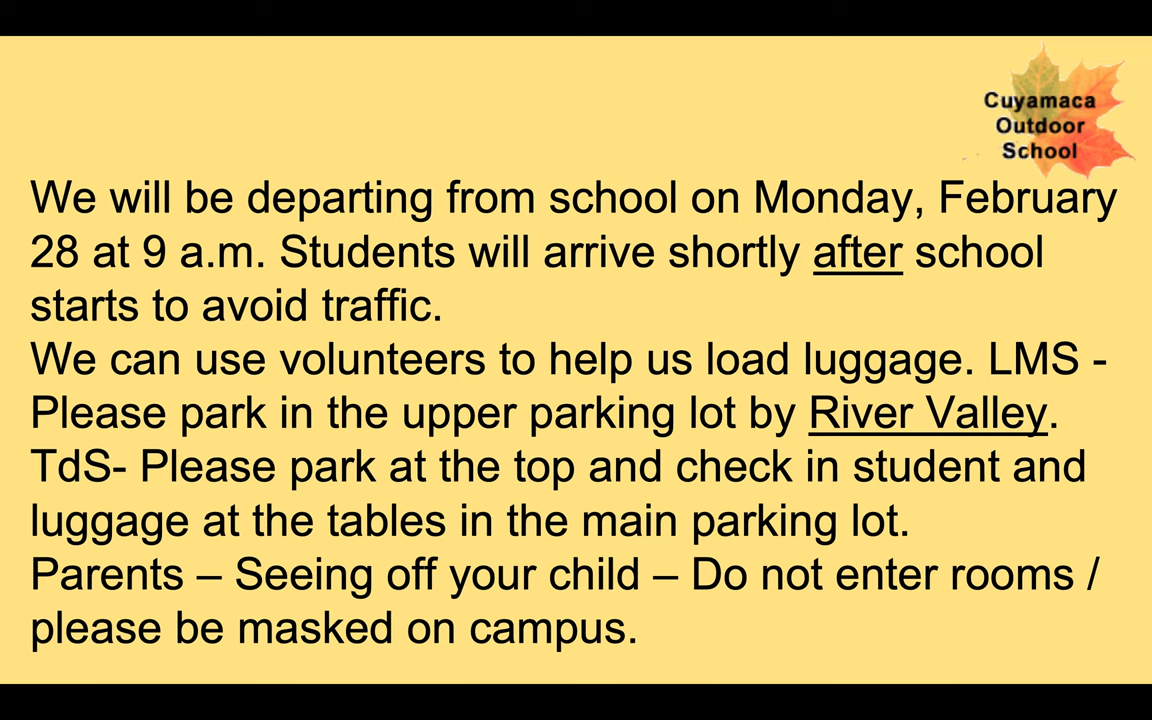 Cuyamaca
Outdoor
School
We will be departing from school on Monday, February
28 at 9 a.m. Students will arrive shortly after school
starts to avoid traffic.
We can use volunteers to help us load luggage. LMS -
Please park in the upper parking lot by River Valley.
TdS- Please park at the top and check in student and
luggage at the tables in the main parking lot.
Parents – Seeing off your child – Do not enter rooms /
please be masked on campus.